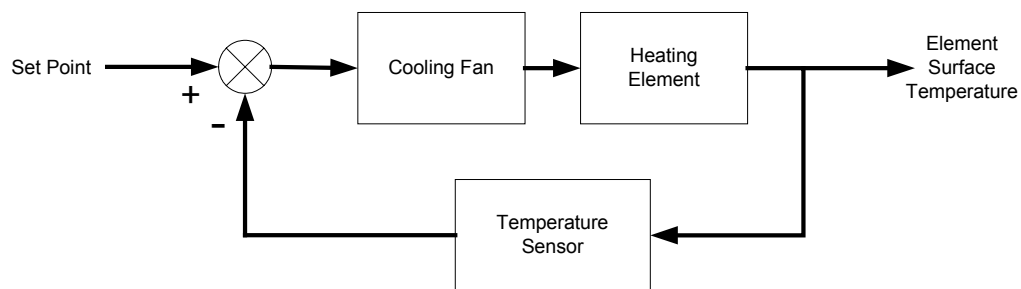 Set Point
+
-
Cooling Fan
Heating
Element
Element
Surface
Temperature
Temperature
Sensor